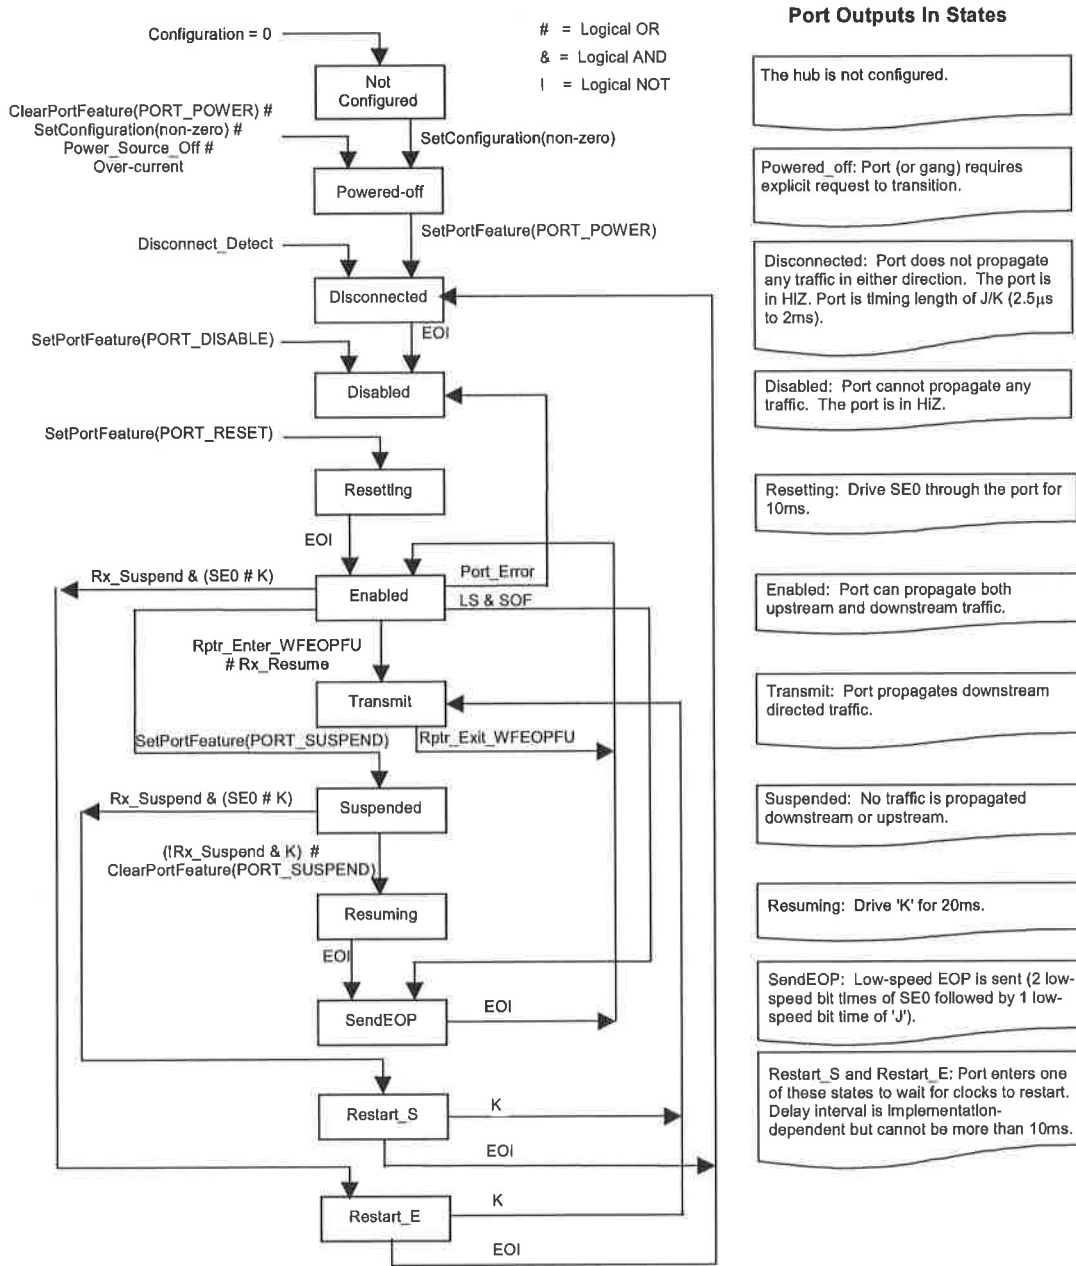 Port Outputs In States
# = Logical OR
& = Logical AND
! = Logical NOT
Configuration = 0
Not
Configured
ClearPortFeature(PORT_POWER) #
SetConfiguration(non-zero) #
Power_Source_Off #
Over-current
SetConfiguration(non-zero)
Powered-off
SetPortFeature(PORT_POWER)
Disconnect_Detect
Disconnected
EOI
SetPortFeature(PORT_DISABLE)
Disabled
SetPortFeature(PORT_RESET)
Resetting
EOI
Rx_Suspend & (SE0 # K)
Enabled
Port_Error
LS & SOF
Rptr_Enter_WFEOPFU
# Rx_Resume
Transmit
SetPortFeature(PORT_SUSPEND)
Rptr_Exit_WFEOPFU
Rx_Suspend & (SE0 # K)
Suspended
(!Rx_Suspend & K) #
ClearPortFeature(PORT_SUSPEND)
Resuming
EOI
SendEOP
EOI
Restart_S
K
EOI
Restart_E
K
EOI
The hub is not configured.
Powered_off: Port (or gang) requires
explicit request to transition.
Disconnected: Port does not propagate
any traffic in either direction. The port is
in HIZ. Port is timing length of J/K (2.5µs
to 2ms).
Disabled: Port cannot propagate any
traffic. The port is in HiZ.
Resetting: Drive SE0 through the port for
10ms.
Enabled: Port can propagate both
upstream and downstream traffic.
Transmit: Port propagates downstream
directed traffic.
Suspended: No traffic is propagated
downstream or upstream.
Resuming: Drive 'K' for 20ms.
SendEOP: Low-speed EOP is sent (2 low-
speed bit times of SE0 followed by 1 low-
speed bit time of 'J').
Restart_S and Restart_E: Port enters one
of these states to wait for clocks to restart.
Delay interval is Implementation-
dependent but cannot be more than 10ms.